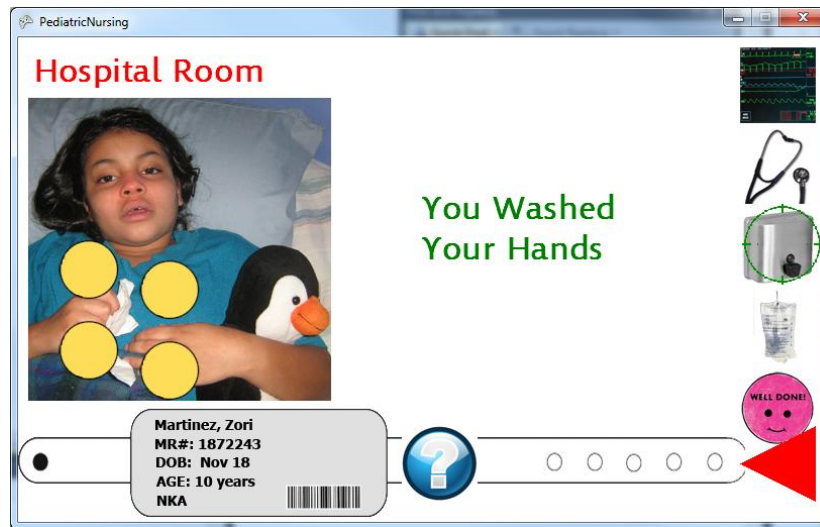 PediatricNursing
Hospital Room
You Washed
Your Hands
WELL DONE!
Martinez, Zori
MR#: 1872243
DOB: Nov 18
AGE: 10 years
NKA
?